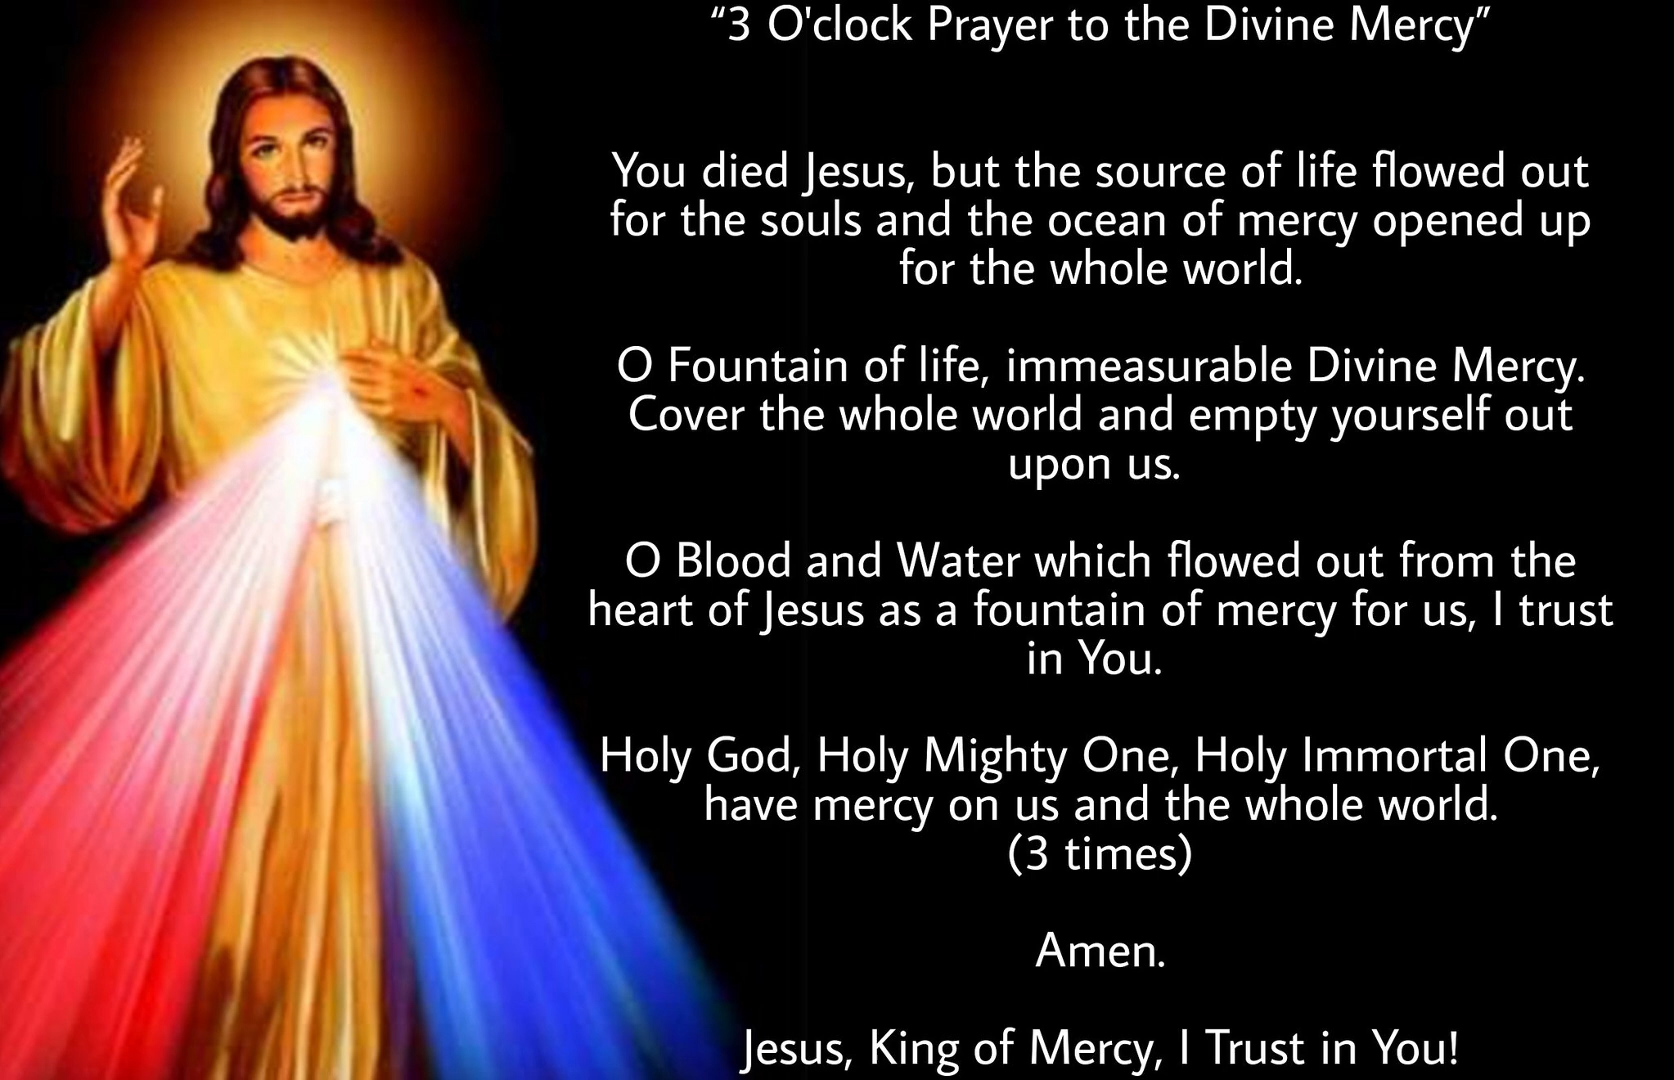 “3 O'clock Prayer to the Divine Mercy”
You died Jesus, but the source of life flowed out
for the souls and the ocean of mercy opened up
for the whole world.
O Fountain of life, immeasurable Divine Mercy.
Cover the whole world and empty yourself out
upon us.
O Blood and Water which flowed out from the
heart of Jesus as a fountain of mercy for us, I trust
in You.
Holy God, Holy Mighty One, Holy Immortal One,
have mercy on us and the whole world.
(3 times)
Amen.
Jesus, King of Mercy, I Trust in You!